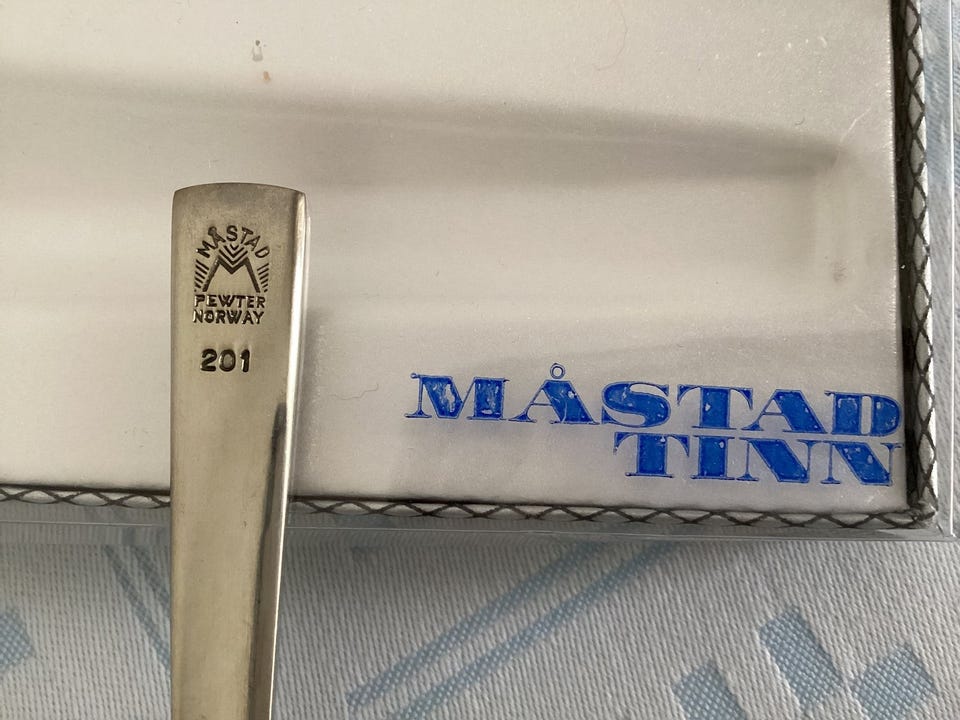 MÅSTAD
M
PEWTER
NORWAY
201
MÅSTAD
TINN